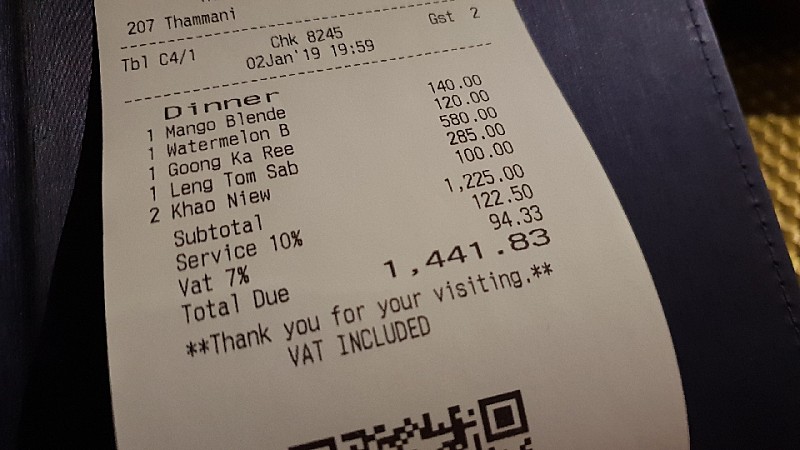 207 Thammani
Tbl C4/1 Chk 8245 Gst 2
02Jan'19 19:59
Dinner
1 Mango Blende 140.00
1 Watermelon B 120.00
1 Goong Ka Ree 580.00
1 Leng Tom Sab 285.00
2 Khao Niew 100.00
Subtotal 1,225.00
Service 10% 122.50
Vat 7% 94.33
Total Due 1,441.83
**Thank you for your visiting.**
VAT INCLUDED